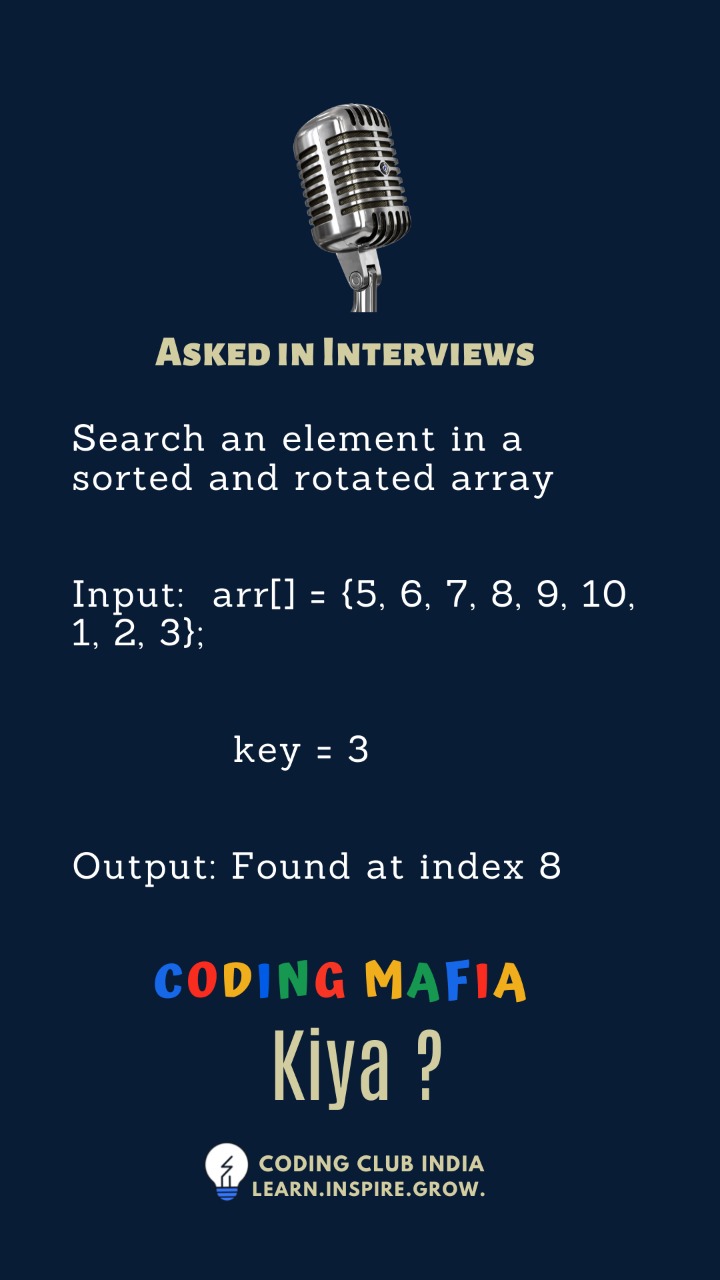 Asked in Interviews
Search an element in a
sorted and rotated array
Input: arr[] = {5, 6, 7, 8, 9, 10,
1, 2, 3};
key = 3
Output: Found at index 8
CODING MAFIA
Kiya ?
CODING CLUB INDIA
LEARN.INSPIRE.GROW.